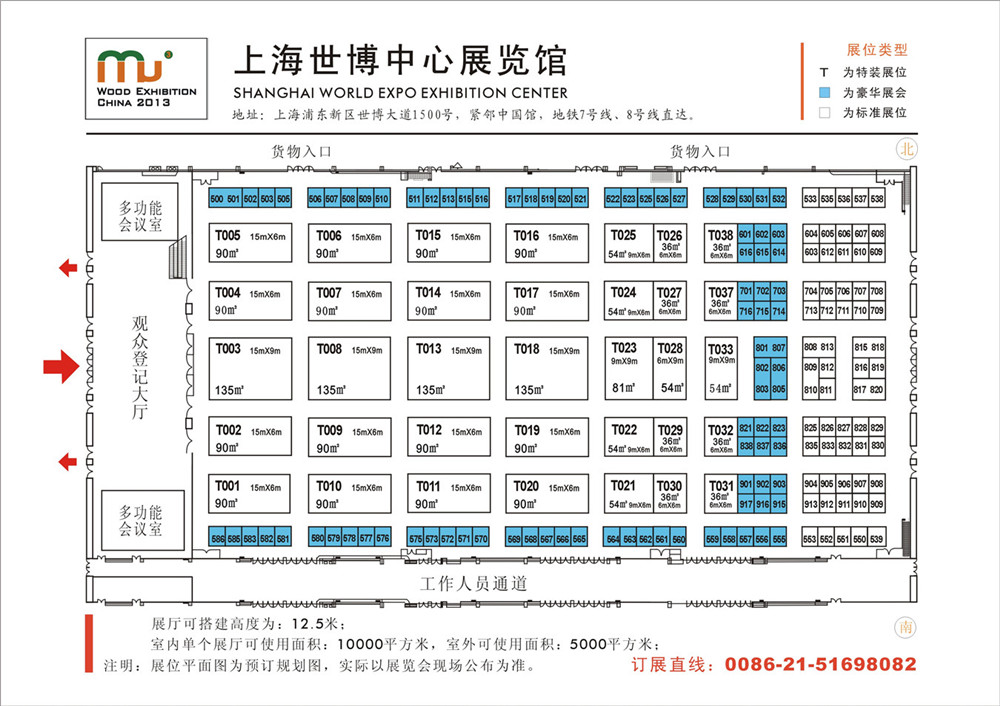 mu
WOOD EXHIBITION
CHINA 2013
上海世博中心展览馆
SHANGHAI WORLD EXPO EXHIBITION CENTER
地址：上海浦东新区世博大道1500号，紧邻中国馆，地铁7号线、8号线直达。
展位类型
T 为特装展位
为豪华展会
为标准展位
货物入口 货物入口
北
500 501 502 503 505 506 507 508 509 510 511 512 513 515 516 517 518 519 520 521 522 523 525 526 527 528 529 530 531 532 533 535 536 537 538
多功能
会议室
T005 15mX6m T006 15mX6m T015 15mX6m T016 15mX6m T025 T026 T038 601 602 603 604 605 606 607 608
90㎡ 90㎡ 90㎡ 90㎡ 54㎡ 9mX6m 36㎡ 6mX6m 36㎡ 6mX6m 616 615 614 603 612 611 610 609
T004 15mX6m T007 15mX6m T014 15mX6m T017 15mX6m T024 T027 T037 701 702 703 704 705 706 707 708
90㎡ 90㎡ 90㎡ 90㎡ 54㎡ 9mX6m 36㎡ 6mX6m 36㎡ 6mX6m 716 715 714 713 712 711 710 709
观众登记大厅
T003 15mX9m T008 15mX9m T013 15mX9m T018 15mX9m T023 T028 T033 801 807 808 813 815 818
9mX9m 6mX9m 9mX9m 802 806 809 812 816 819
135㎡ 135㎡ 135㎡ 135㎡ 81㎡ 54㎡ 54㎡ 803 805 810 811 817 820
T002 15mX6m T009 15mX6m T012 15mX6m T019 15mX6m T022 T029 T032 821 822 823 825 826 827 828 829
90㎡ 90㎡ 90㎡ 90㎡ 54㎡ 9mX6m 36㎡ 6mX6m 36㎡ 6mX6m 838 837 836 835 833 832 831 830
T001 15mX6m T010 15mX6m T011 15mX6m T020 15mX6m T021 T030 T031 901 902 903 904 905 906 907 908
90㎡ 90㎡ 90㎡ 90㎡ 54㎡ 9mX6m 36㎡ 6mX6m 36㎡ 6mX6m 917 916 915 913 912 911 910 909
多功能
会议室
586 585 583 582 581 580 579 578 577 576 575 573 572 571 570 569 568 567 566 565 564 563 562 561 560 559 558 557 556 555 553 552 551 550 539
工作人员通道
展厅可搭建高度为：12.5米；
南
室内单个展厅可使用面积：10000平方米，室外可使用面积：5000平方米；
注明：展位平面图为预订规划图，实际以展览会现场公布为准。
订展直线：0086-21-51698082